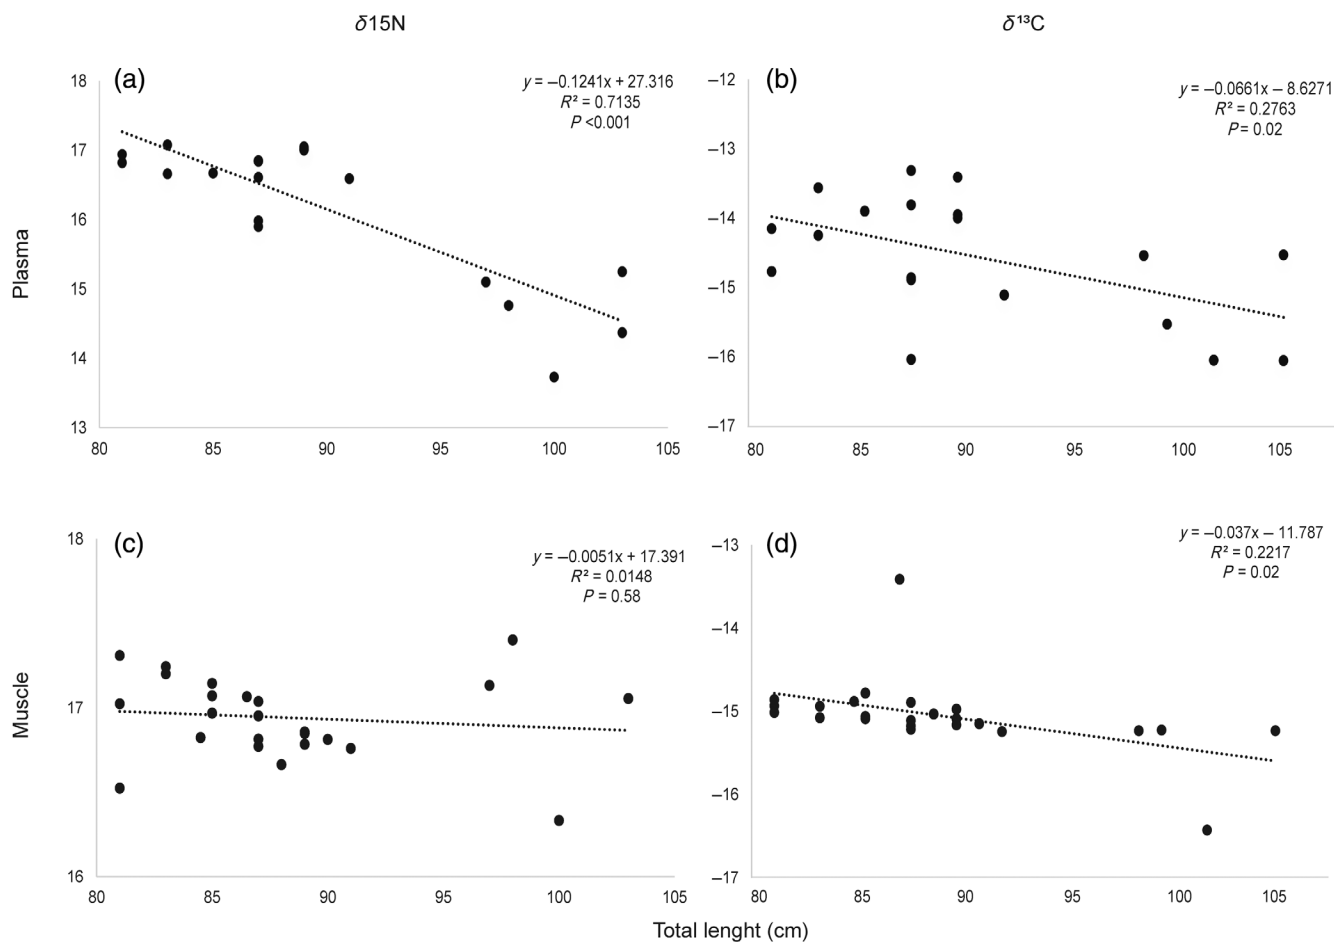 δ15N
δ¹³C
(a)
y = –0.1241x + 27.316
R² = 0.7135
P <0.001
18
17
16
15
14
13
80 85 90 95 100 105
Plasma
(b)
y = –0.0661x – 8.6271
R² = 0.2763
P = 0.02
–12
–13
–14
–15
–16
–17
80 85 90 95 100 105
(c)
y = –0.0051x + 17.391
R² = 0.0148
P = 0.58
18
17
16
80 85 90 95 100 105
Muscle
(d)
y = –0.037x – 11.787
R² = 0.2217
P = 0.02
–13
–14
–15
–16
–17
80 85 90 95 100 105
Total lenght (cm)